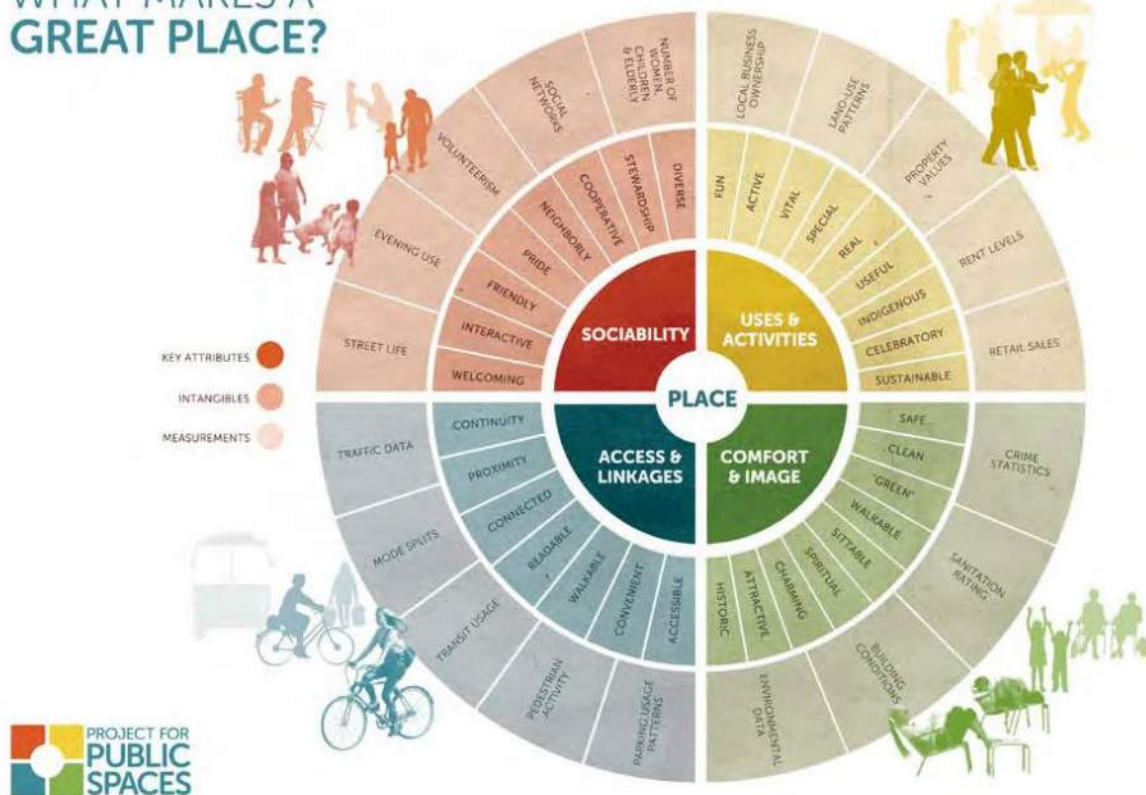 WHAT MAKES A
GREAT PLACE?
NUMBER OF
WOMEN,
CHILDREN
& ELDERLY
SOCIAL
NETWORKS
VOLUNTEERISM
EVENING USE
STREET LIFE
LOCAL BUSINESS
OWNERSHIP
LAND-USE
PATTERNS
PROPERTY
VALUES
RENT LEVELS
RETAIL SALES
DIVERSE
STEWARDSHIP
COOPERATIVE
NEIGHBORLY
PRIDE
FRIENDLY
INTERACTIVE
WELCOMING
FUN
ACTIVE
VITAL
SPECIAL
REAL
USEFUL
INDIGENOUS
CELEBRATORY
SUSTAINABLE
SOCIABILITY
USES &
ACTIVITIES
PLACE
ACCESS &
LINKAGES
COMFORT
& IMAGE
KEY ATTRIBUTES
INTANGIBLES
MEASUREMENTS
CONTINUITY
PROXIMITY
CONNECTED
READABLE
WALKABLE
CONVENIENT
ACCESSIBLE
SAFE
CLEAN
"GREEN"
WALKABLE
SITTABLE
SPIRITUAL
CHARMING
ATTRACTIVE
HISTORIC
TRAFFIC DATA
MODE SPLITS
TRANSIT USAGE
PEDESTRIAN
ACTIVITY
PARKING USAGE
PATTERNS
CRIME
STATISTICS
SANITATION
RATING
BUILDING
CONDITIONS
ENVIRONMENTAL
DATA
PROJECT FOR
PUBLIC
SPACES